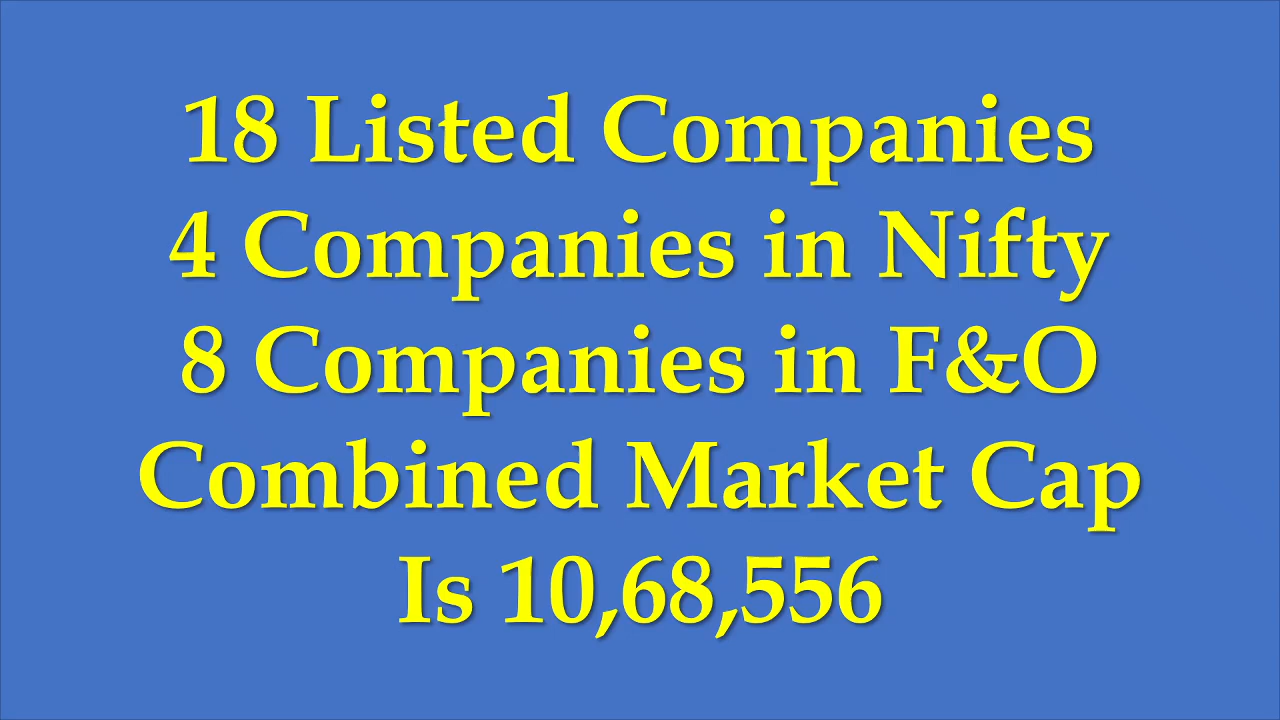 18 Listed Companies
4 Companies in Nifty
8 Companies in F&O
Combined Market Cap
Is 10,68,556